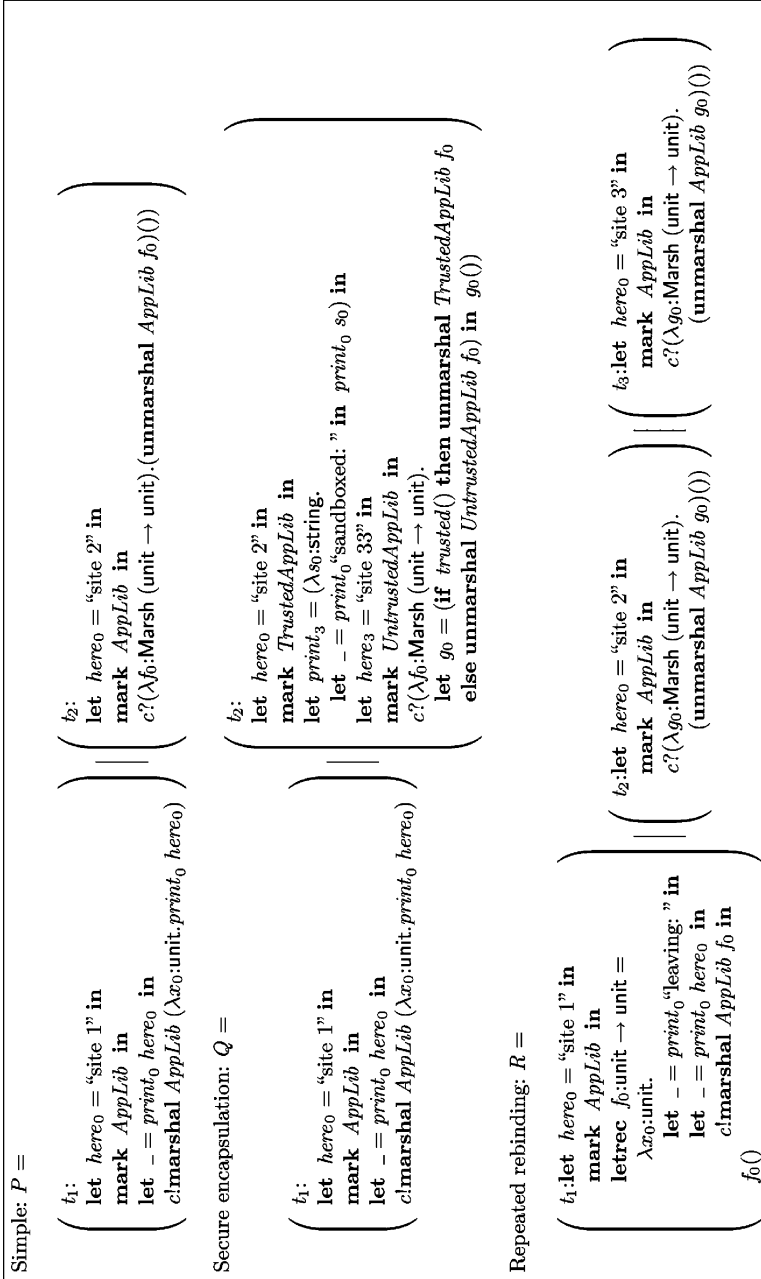 Simple: P =
t₁:
let here₀ = “site 1” in
mark AppLib in
let _ = print₀ here₀ in
c!marshal AppLib (λx₀:unit.print₀ here₀)
t₂:
let here₀ = “site 2” in
mark AppLib in
c?(λf₀:Marsh (unit → unit).(unmarshal AppLib f₀)())
Secure encapsulation: Q =
t₁:
let here₀ = “site 1” in
mark AppLib in
let _ = print₀ here₀ in
c!marshal AppLib (λx₀:unit.print₀ here₀)
t₂:
let here₀ = “site 2” in
mark TrustedAppLib in
let print₃ = (λs₀:string.
let _ = print₀“sandboxed: ” in print₀ s₀) in
let here₃ = “site 33” in
mark UntrustedAppLib in
c?(λf₀:Marsh (unit → unit).
let g₀ = (if trusted() then unmarshal TrustedAppLib f₀
else unmarshal UntrustedAppLib f₀) in g₀())
Repeated rebinding: R =
t₁:let here₀ = “site 1” in
mark AppLib in
letrec f₀:unit → unit =
λx₀:unit.
let _ = print₀“leaving: ” in
let _ = print₀ here₀ in
c!marshal AppLib f₀ in
f₀()
t₂:let here₀ = “site 2” in
mark AppLib in
c?(λg₀:Marsh (unit → unit).
(unmarshal AppLib g₀)())
t₃:let here₀ = “site 3” in
mark AppLib in
c?(λg₀:Marsh (unit → unit).
(unmarshal AppLib g₀)())